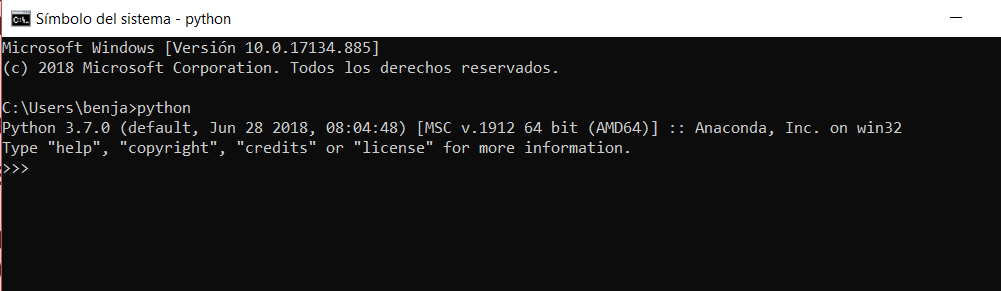 Símbolo del sistema - python
Microsoft Windows [Versión 10.0.17134.885]
(c) 2018 Microsoft Corporation. Todos los derechos reservados.
C:\Users\benja>python
Python 3.7.0 (default, Jun 28 2018, 08:04:48) [MSC v.1912 64 bit (AMD64)] :: Anaconda, Inc. on win32
Type "help", "copyright", "credits" or "license" for more information.
>>>